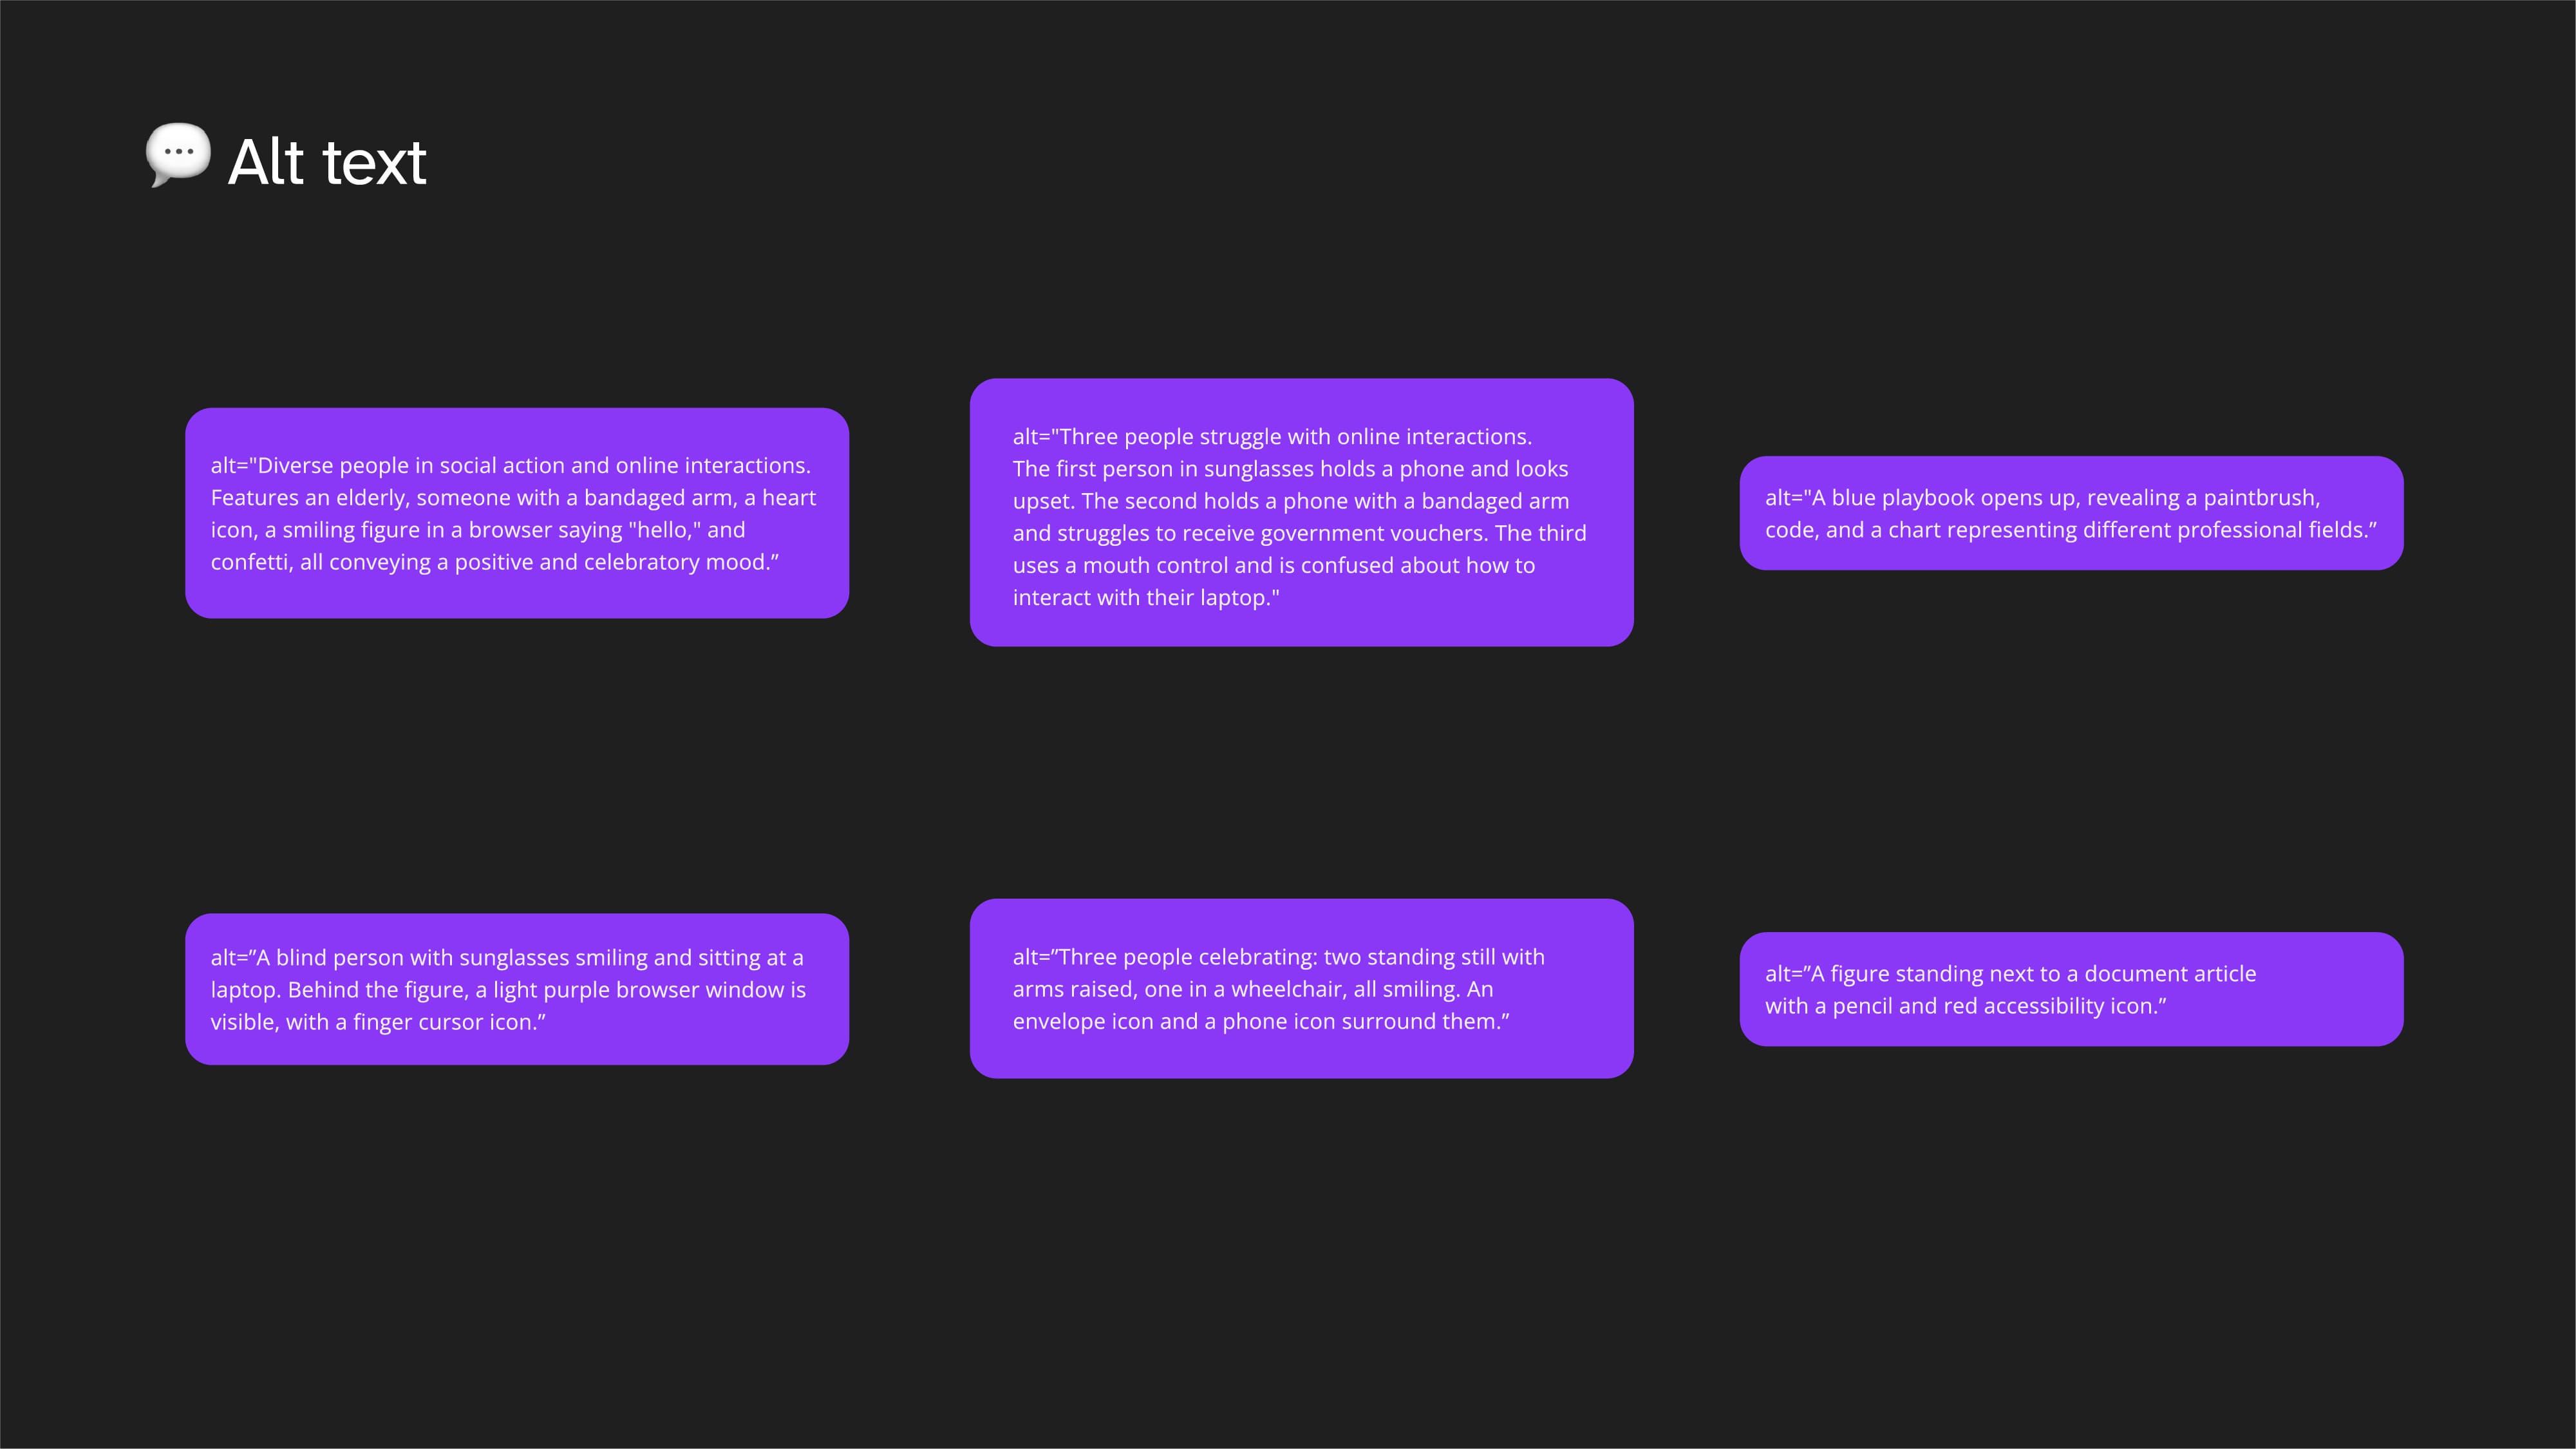 Alt text
alt="Diverse people in social action and online interactions.
Features an elderly, someone with a bandaged arm, a heart
icon, a smiling figure in a browser saying "hello," and
confetti, all conveying a positive and celebratory mood.”
alt="Three people struggle with online interactions.
The first person in sunglasses holds a phone and looks
upset. The second holds a phone with a bandaged arm
and struggles to receive government vouchers. The third
uses a mouth control and is confused about how to
interact with their laptop."
alt="A blue playbook opens up, revealing a paintbrush,
code, and a chart representing different professional fields.”
alt=”A blind person with sunglasses smiling and sitting at a
laptop. Behind the figure, a light purple browser window is
visible, with a finger cursor icon.”
alt=”Three people celebrating: two standing still with
arms raised, one in a wheelchair, all smiling. An
envelope icon and a phone icon surround them.”
alt=”A figure standing next to a document article
with a pencil and red accessibility icon.”